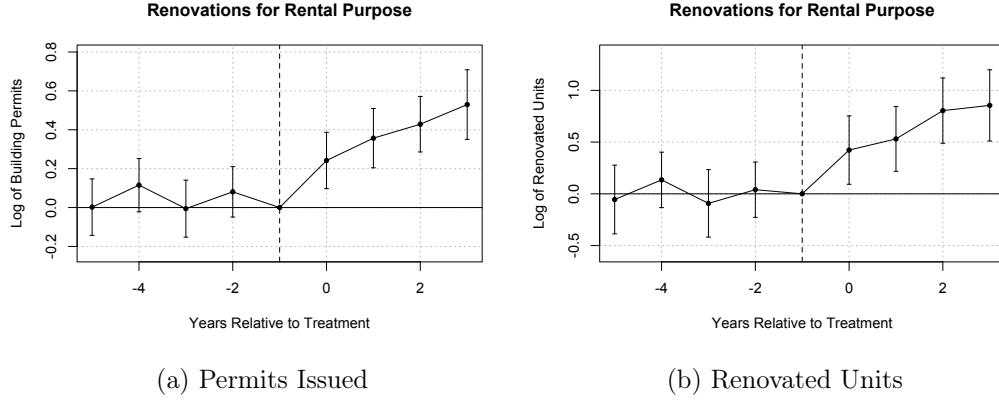 Renovations for Rental Purpose
Log of Building Permits
0.8
0.6
0.4
0.2
0.0
-0.2
-4 -2 0 2
Years Relative to Treatment
(a) Permits Issued
Renovations for Rental Purpose
Log of Renovated Units
1.0
0.5
0.0
-0.5
-4 -2 0 2
Years Relative to Treatment
(b) Renovated Units